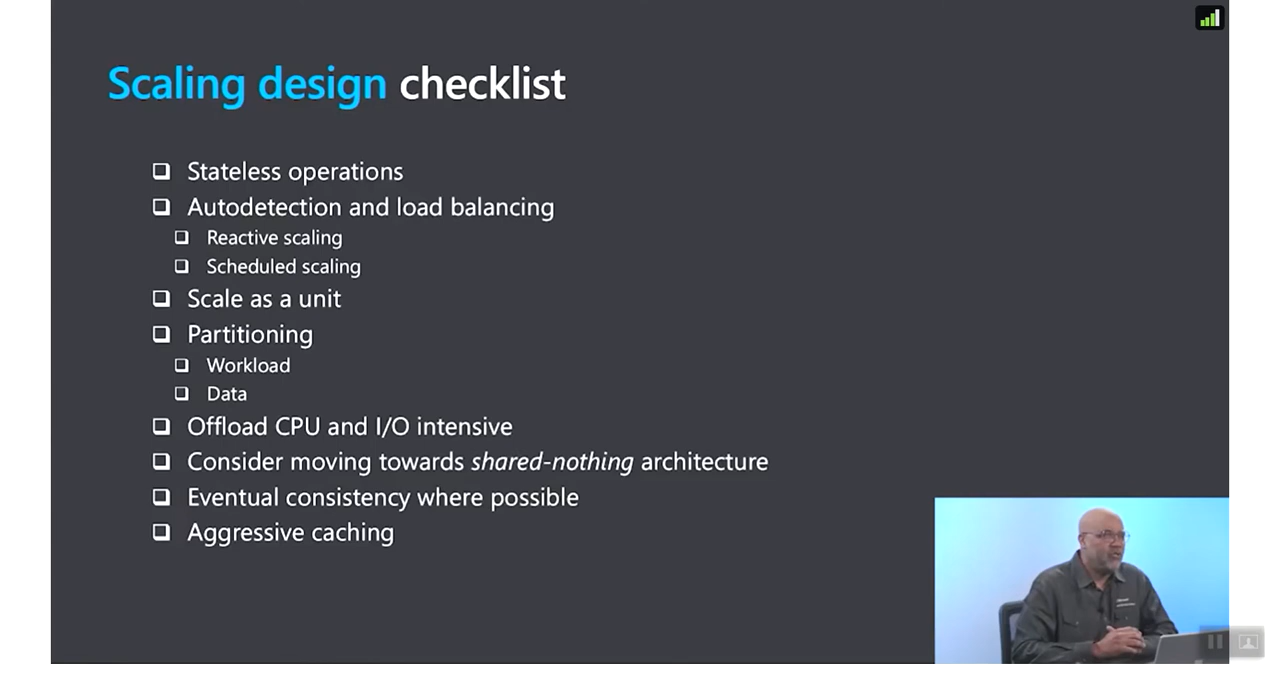 Scaling design checklist
Stateless operations
Autodetection and load balancing
Reactive scaling
Scheduled scaling
Scale as a unit
Partitioning
Workload
Data
Offload CPU and I/O intensive
Consider moving towards shared-nothing architecture
Eventual consistency where possible
Aggressive caching